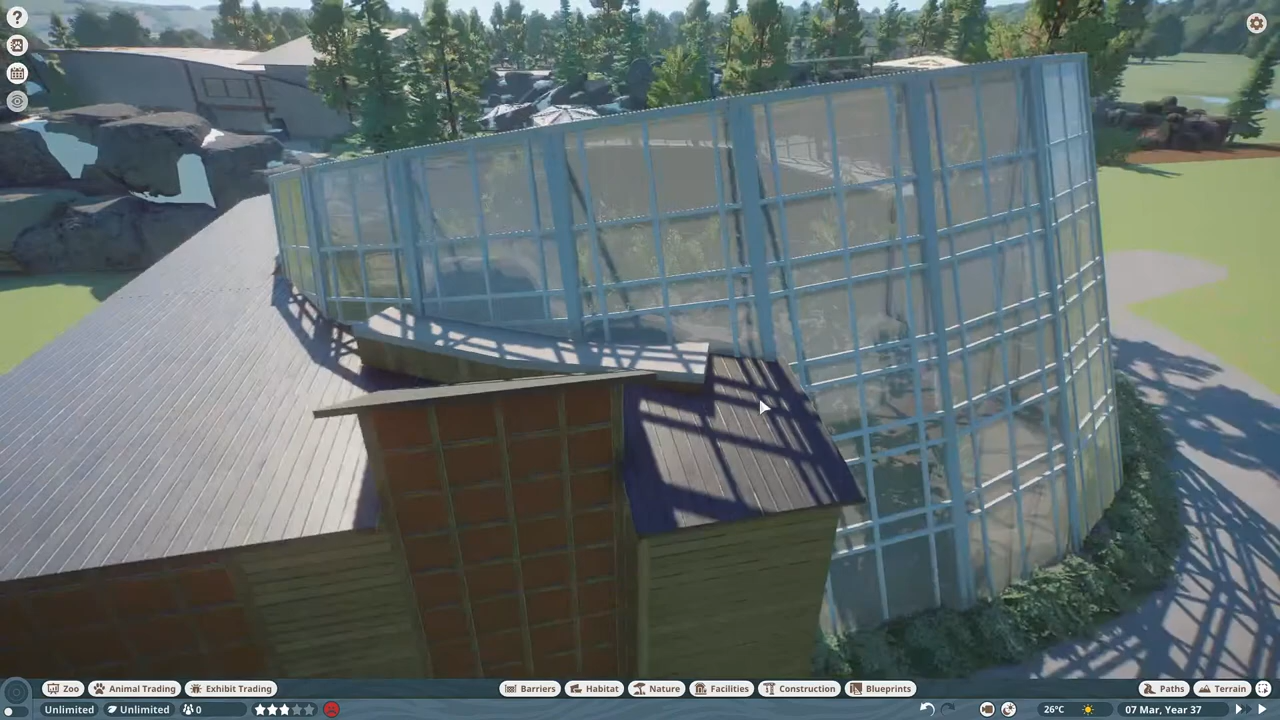 ?
Zoo Animal Trading Exhibit Trading Barriers Habitat Nature Facilities Construction Blueprints Paths Terrain
Unlimited Unlimited 0 26°C 07 Mar, Year 37